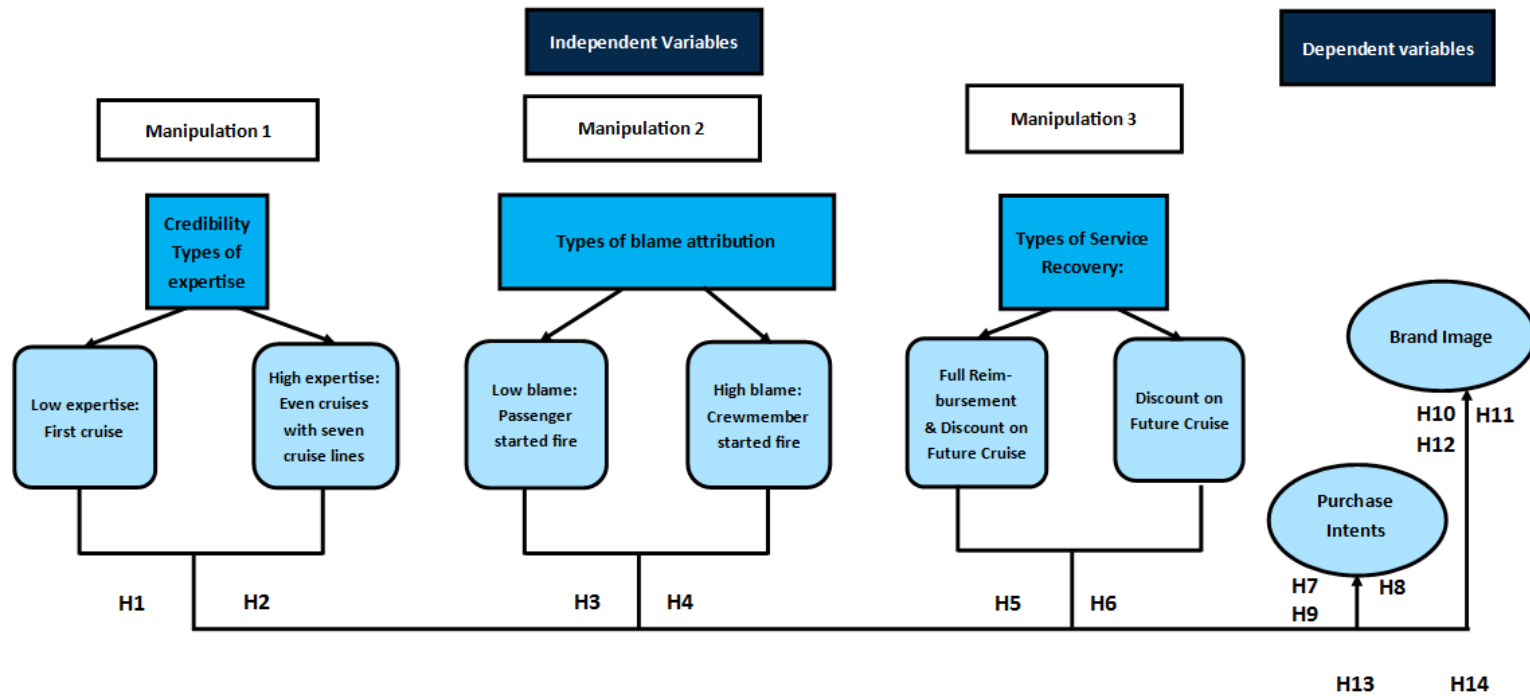 Independent Variables
Dependent variables
Manipulation 1
Manipulation 2
Manipulation 3
Credibility
Types of
expertise
Types of blame attribution
Types of Service
Recovery:
Low expertise:
First cruise
High expertise:
Even cruises
with seven
cruise lines
Low blame:
Passenger
started fire
High blame:
Crewmember
started fire
Full Reim-
bursement
& Discount on
Future Cruise
Discount on
Future Cruise
Brand Image
H10
H11
H12
Purchase
Intents
H1
H2
H3
H4
H5
H6
H7
H8
H9
H13
H14